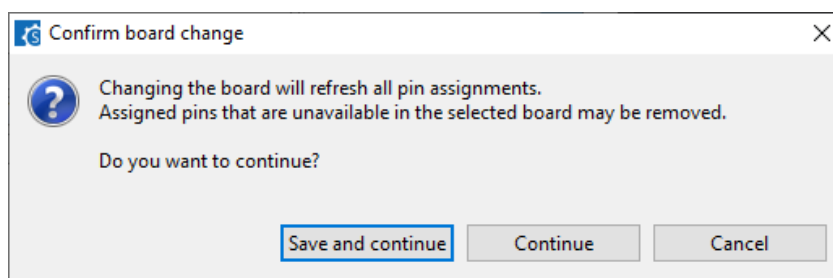 Confirm board change
Changing the board will refresh all pin assignments.
Assigned pins that are unavailable in the selected board may be removed.
Do you want to continue?
Save and continue
Continue
Cancel